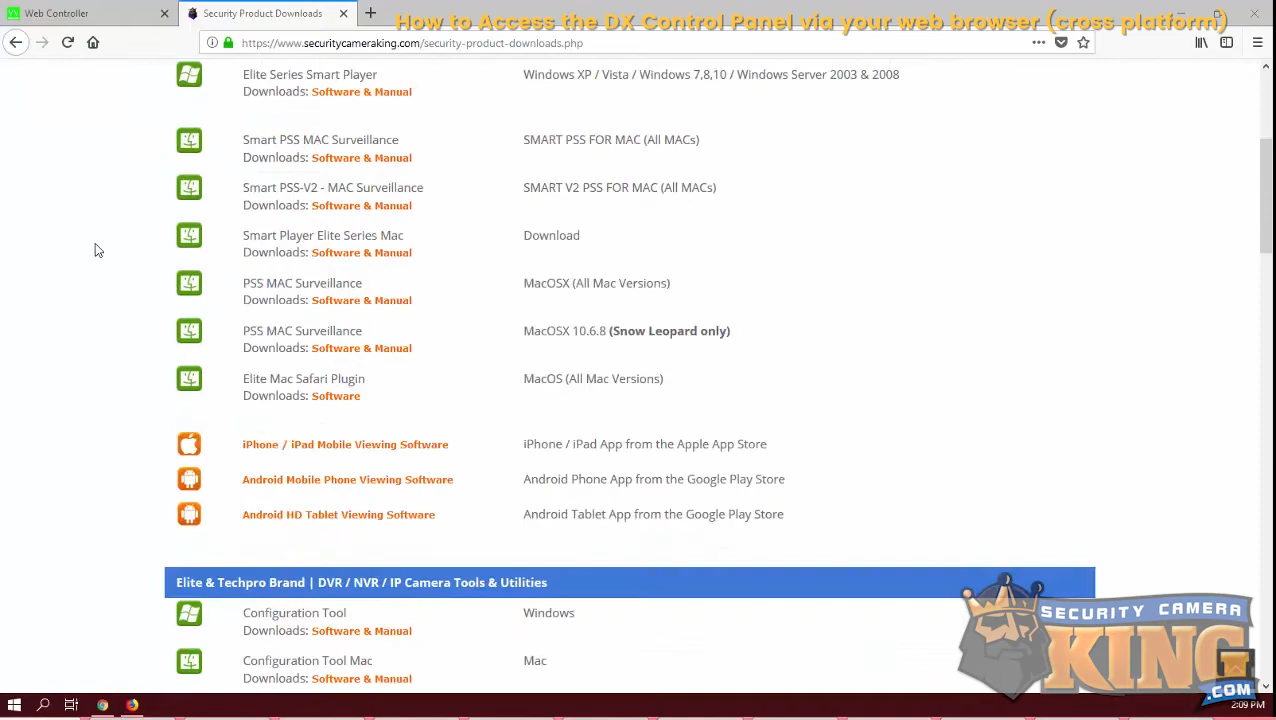 Web Controller
Security Product Downloads
How to Access the DX Control Panel via your web browser (cross platform)
https://www.securitycameraking.com/security-product-downloads.php
Elite Series Smart Player
Windows XP / Vista / Windows 7,8,10 / Windows Server 2003 & 2008
Downloads: Software & Manual
Smart PSS MAC Surveillance
SMART PSS FOR MAC (All MACs)
Downloads: Software & Manual
Smart PSS-V2 - MAC Surveillance
SMART V2 PSS FOR MAC (All MACs)
Downloads: Software & Manual
Smart Player Elite Series Mac
Download
Downloads: Software & Manual
PSS MAC Surveillance
MacOSX (All Mac Versions)
Downloads: Software & Manual
PSS MAC Surveillance
MacOSX 10.6.8 (Snow Leopard only)
Downloads: Software & Manual
Elite Mac Safari Plugin
MacOS (All Mac Versions)
Downloads: Software
iPhone / iPad Mobile Viewing Software
iPhone / iPad App from the Apple App Store
Android Mobile Phone Viewing Software
Android Phone App from the Google Play Store
Android HD Tablet Viewing Software
Android Tablet App from the Google Play Store
Elite & Techpro Brand | DVR / NVR / IP Camera Tools & Utilities
Configuration Tool
Windows
Downloads: Software & Manual
Configuration Tool Mac
Mac
Downloads: Software & Manual
SECURITY CAMERA
KING
.COM
2:09 PM